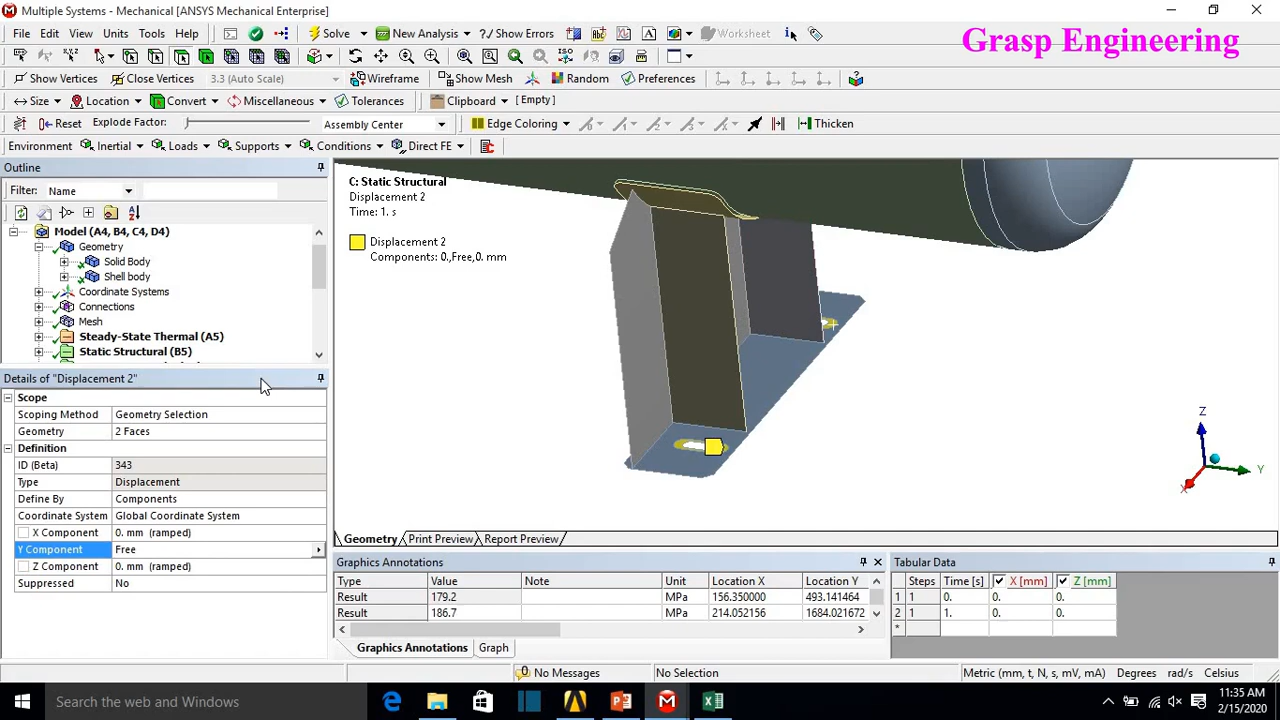 Multiple Systems - Mechanical [ANSYS Mechanical Enterprise]
File Edit View Units Tools Help Solve New Analysis ?/ Show Errors Worksheet
Grasp Engineering
Show Vertices Close Vertices 3.3 (Auto Scale) Wireframe Show Mesh Random Preferences
Size Location Convert Miscellaneous Tolerances Clipboard [Empty]
Reset Explode Factor: Assembly Center Edge Coloring Thicken
Environment Inertial Loads Supports Conditions Direct FE
Outline
Filter: Name
Model (A4, B4, C4, D4)
Geometry
Solid Body
Shell body
Coordinate Systems
Connections
Mesh
Steady-State Thermal (A5)
Static Structural (B5)
Details of "Displacement 2"
Scope
Scoping Method Geometry Selection
Geometry 2 Faces
Definition
ID (Beta) 343
Type Displacement
Define By Components
Coordinate System Global Coordinate System
X Component 0. mm (ramped)
Y Component Free
Z Component 0. mm (ramped)
Suppressed No
C: Static Structural
Displacement 2
Time: 1. s
Displacement 2
Components: 0.,Free,0. mm
Z
Y
X
Geometry Print Preview Report Preview
Graphics Annotations
Type Value Note Unit Location X Location Y
Result 179.2 MPa 156.350000 493.141464
Result 186.7 MPa 214.052156 1684.021672
Graphics Annotations Graph
Tabular Data
Steps Time [s] X [mm] Z [mm]
1 1 0. 0. 0.
2 1 1. 0. 0.
*
No Messages No Selection Metric (mm, t, N, s, mV, mA) Degrees rad/s Celsius
Search the web and Windows
11:35 AM
2/15/2020